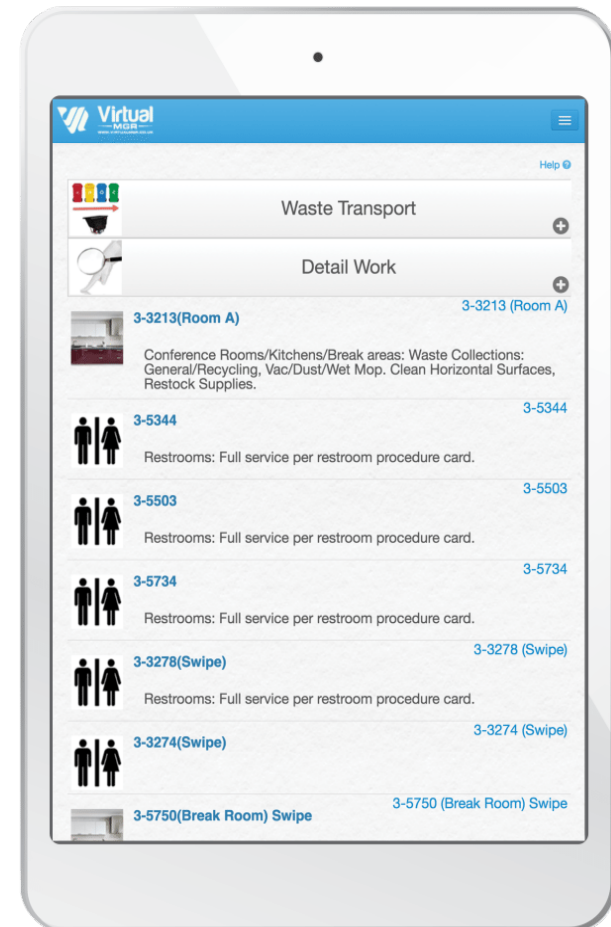 Virtual
MGR
Help
Waste Transport
Detail Work
3-3213 (Room A)
3-3213(Room A)
Conference Rooms/Kitchens/Break areas: Waste Collections:
General/Recycling, Vac/Dust/Wet Mop. Clean Horizontal Surfaces,
Restock Supplies.
3-5344
3-5344
Restrooms: Full service per restroom procedure card.
3-5503
3-5503
Restrooms: Full service per restroom procedure card.
3-5734
3-5734
Restrooms: Full service per restroom procedure card.
3-3278 (Swipe)
3-3278(Swipe)
Restrooms: Full service per restroom procedure card.
3-3274 (Swipe)
3-3274(Swipe)
3-5750 (Break Room) Swipe
3-5750(Break Room) Swipe